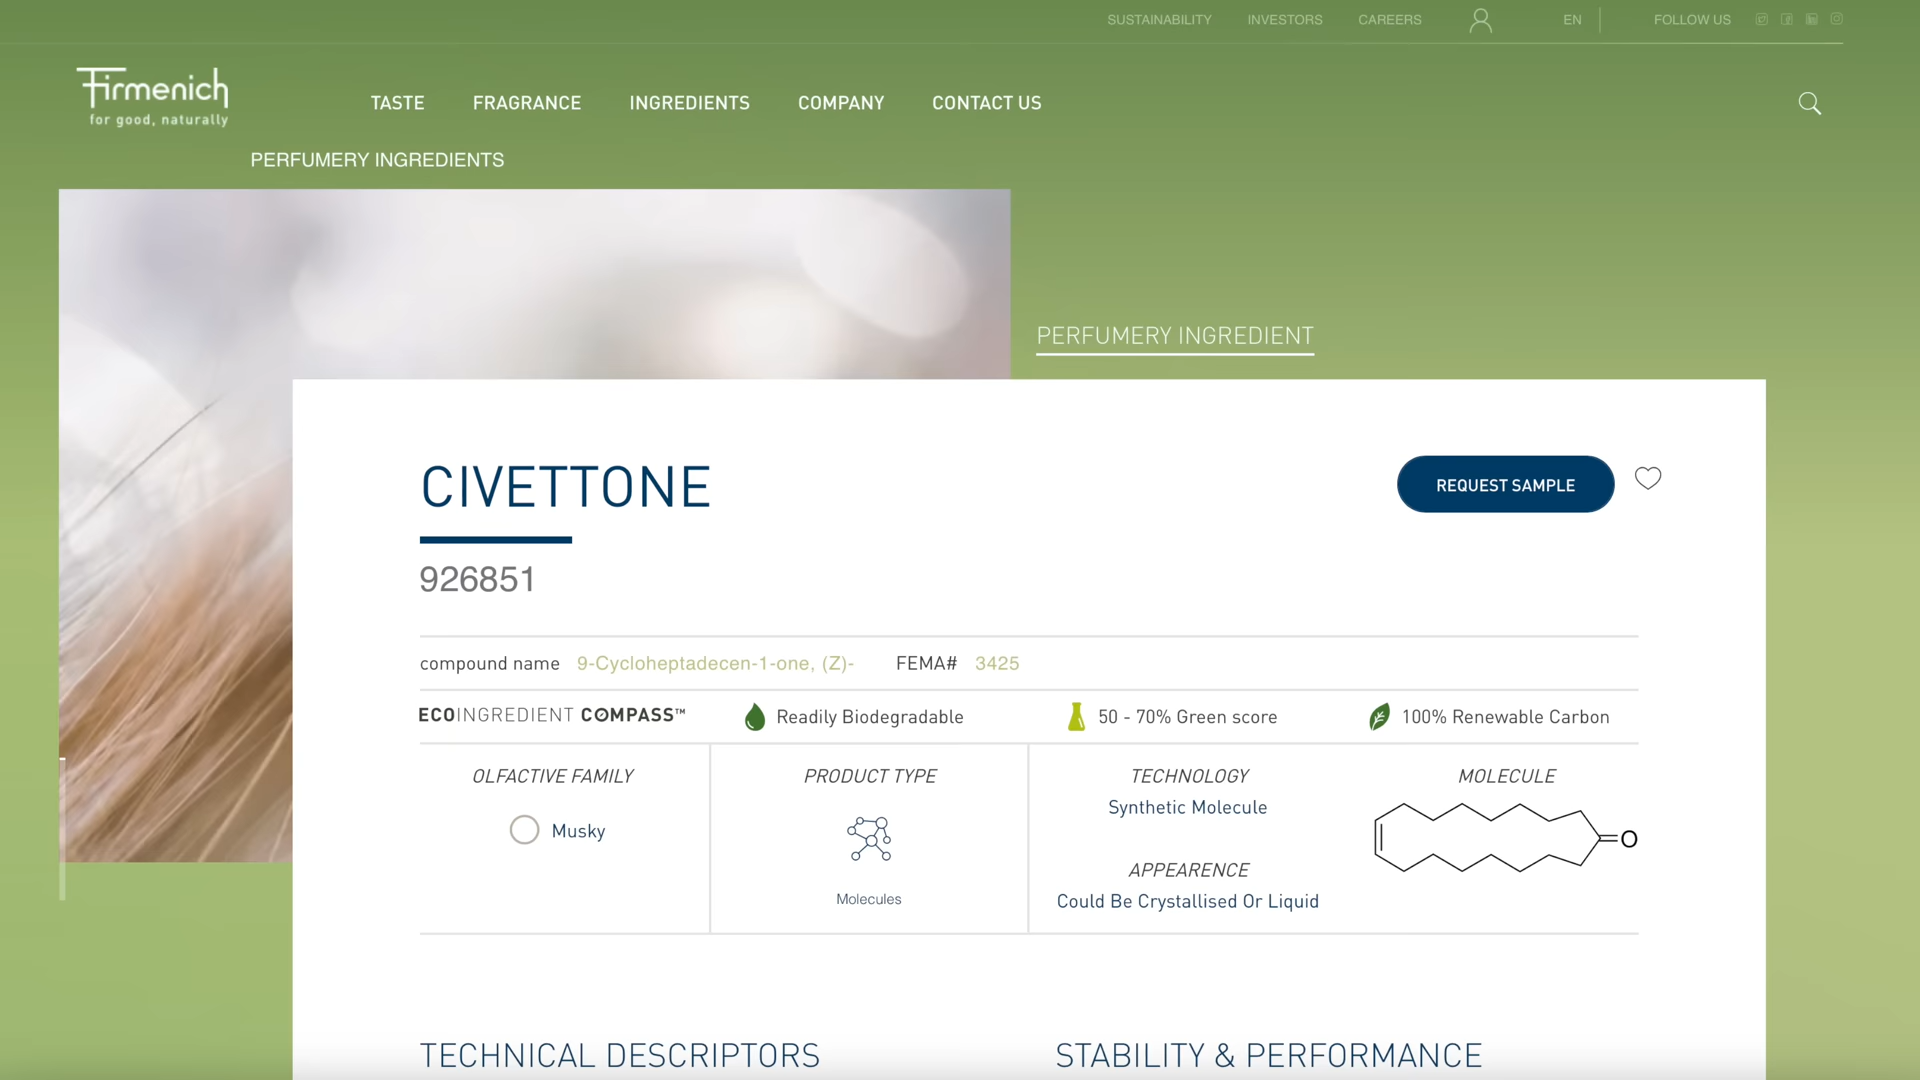 SUSTAINABILITY INVESTORS CAREERS EN FOLLOW US
Firmenich
for good, naturally
TASTE FRAGRANCE INGREDIENTS COMPANY CONTACT US
PERFUMERY INGREDIENTS
PERFUMERY INGREDIENT
CIVETTONE
REQUEST SAMPLE
926851
compound name 9-Cycloheptadecen-1-one, (Z)- FEMA# 3425
ECOINGREDIENT COMPASS™ Readily Biodegradable 50 - 70% Green score 100% Renewable Carbon
OLFACTIVE FAMILY
Musky
PRODUCT TYPE
Molecules
TECHNOLOGY
Synthetic Molecule
APPEARENCE
Could Be Crystallised Or Liquid
MOLECULE
O
TECHNICAL DESCRIPTORS
STABILITY & PERFORMANCE